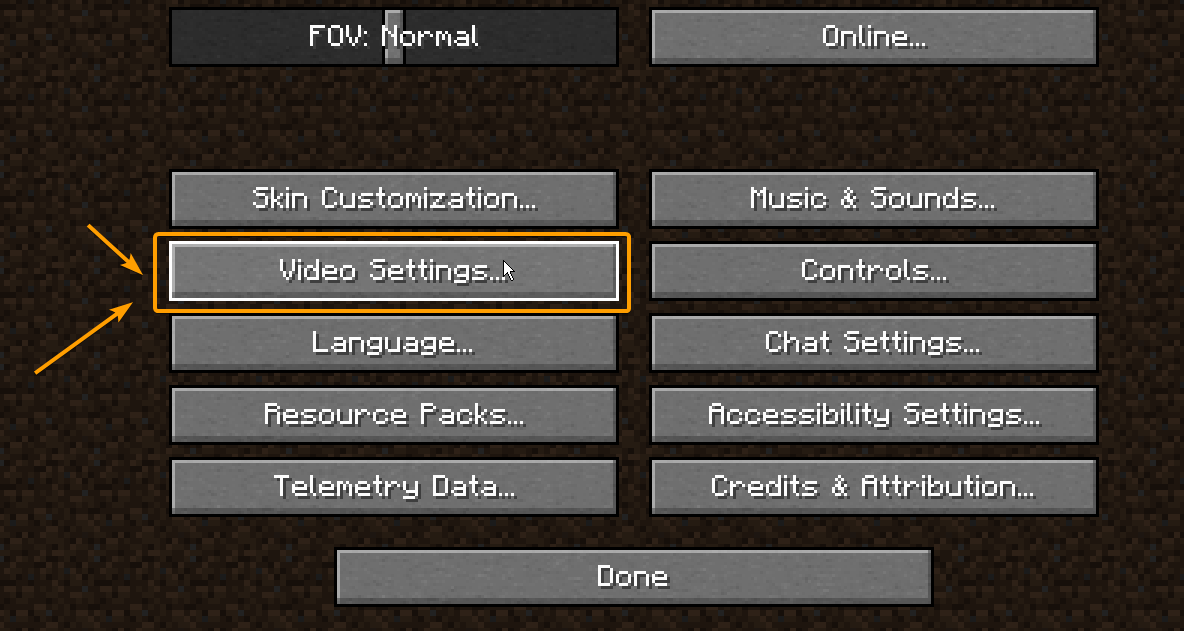 FOV: Normal
Online...
Skin Customization...
Music & Sounds...
Video Settings...
Controls...
Language...
Chat Settings...
Resource Packs...
Accessibility Settings...
Telemetry Data...
Credits & Attribution...
Done